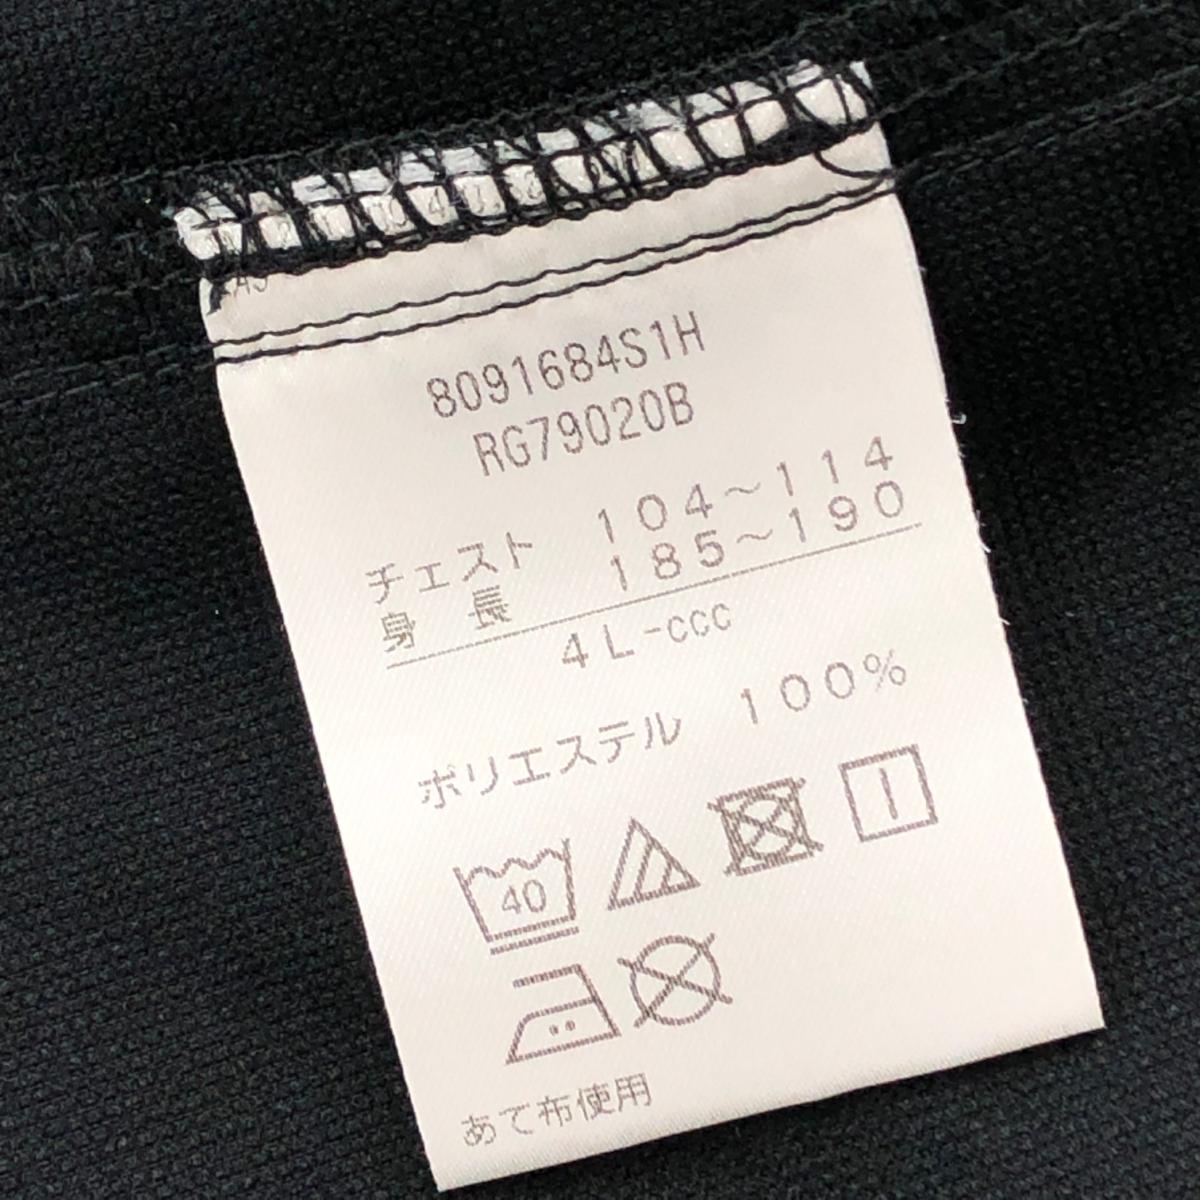 8091684S1H
RG79020B
チェスト 104～114
身 長 185～190
4L-ccc
ポリエステル 100%
40
あて布使用